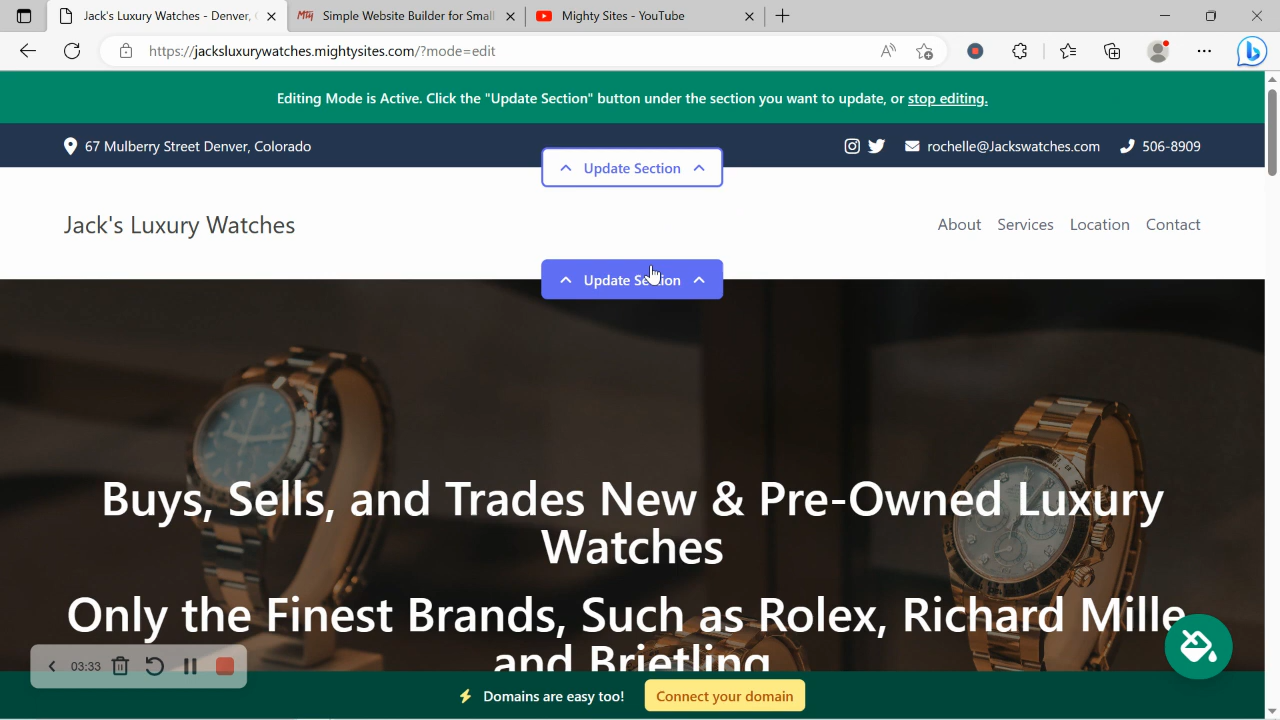 Jack's Luxury Watches - Denver,
Simple Website Builder for Small
Mighty Sites - YouTube
https://jacksluxurywatches.mightysites.com/?mode=edit
Editing Mode is Active. Click the "Update Section" button under the section you want to update, or stop editing.
67 Mulberry Street Denver, Colorado
rochelle@Jackswatches.com
506-8909
Update Section
Jack's Luxury Watches
About Services Location Contact
Update Section
Buys, Sells, and Trades New & Pre-Owned Luxury
Watches
Only the Finest Brands, Such as Rolex, Richard Mille
and Brietling
03:33
Domains are easy too!
Connect your domain